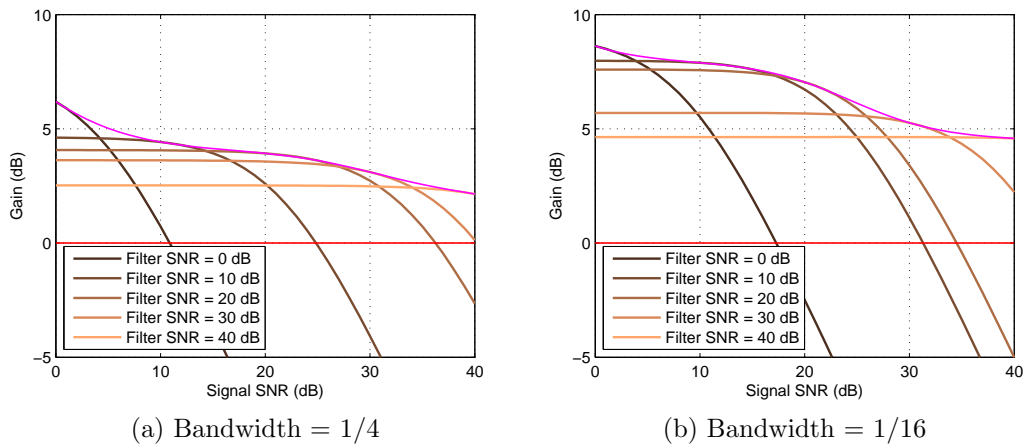 10
5
0
−5
Gain (dB)
Filter SNR = 0 dB
Filter SNR = 10 dB
Filter SNR = 20 dB
Filter SNR = 30 dB
Filter SNR = 40 dB
0 10 20 30 40
Signal SNR (dB)
(a) Bandwidth = 1/4
10
5
0
−5
Gain (dB)
Filter SNR = 0 dB
Filter SNR = 10 dB
Filter SNR = 20 dB
Filter SNR = 30 dB
Filter SNR = 40 dB
0 10 20 30 40
Signal SNR (dB)
(b) Bandwidth = 1/16